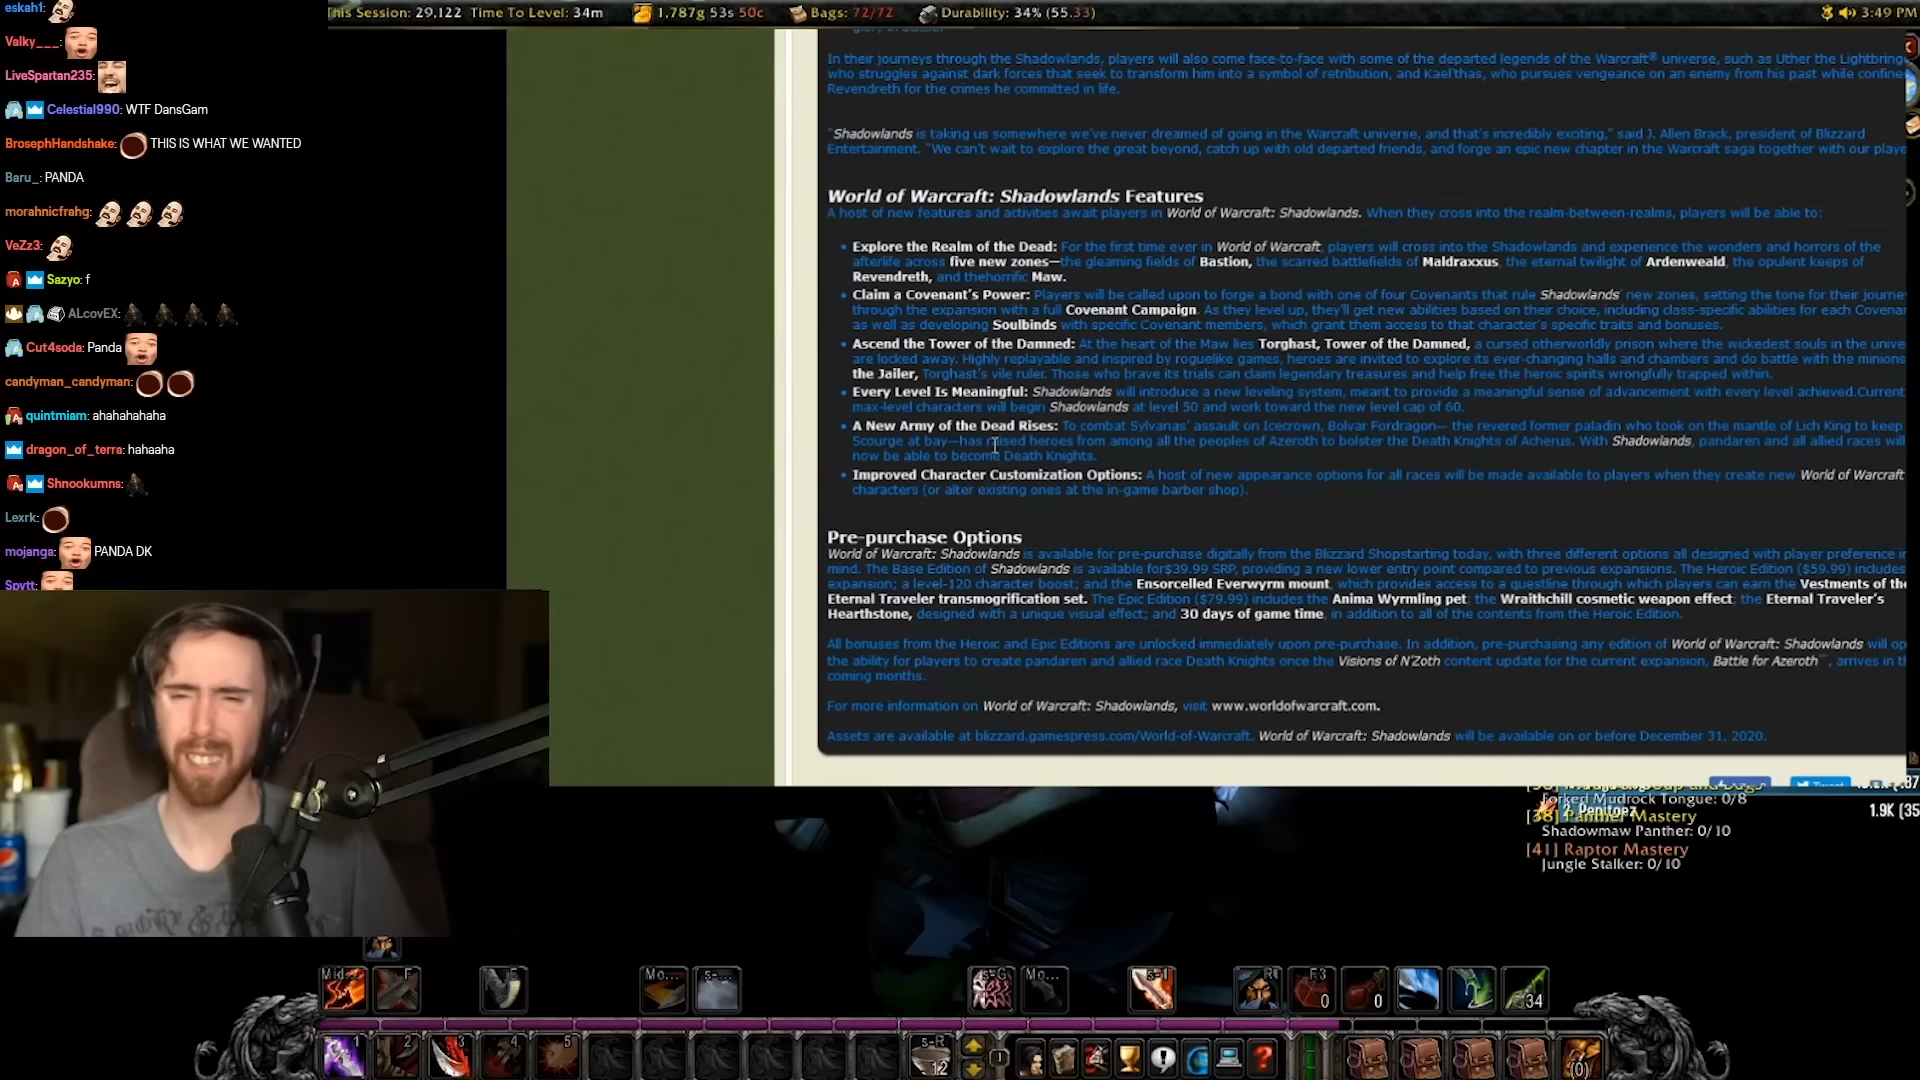 eskah1:
Valky___:
LiveSpartan235:
Celestial990: WTF DansGam
BrosephHandshake: THIS IS WHAT WE WANTED
Baru_: PANDA
morahnicfrahg:
VeZz3:
Sazyo: f
ALcovEX:
Cut4soda: Panda
candyman_candyman:
quintmiam: ahahahahaha
dragon_of_terra: hahaaha
Shnookumns:
Lexrk:
mojanga: PANDA DK
Spytt:
This Session: 29,122 Time To Level: 34m 1,787g 53s 50c Bags: 72/72 Durability: 34% (55.33) 3:49 PM
In their journeys through the Shadowlands, players will also come face-to-face with some of the departed legends of the Warcraft® universe, such as Uther the Lightbring
who struggles against dark forces that seek to transform him into a symbol of retribution, and Kael'thas, who pursues vengeance on an enemy from his past while confine
Revendreth for the crimes he committed in life.
"Shadowlands is taking us somewhere we've never dreamed of going in the Warcraft universe, and that's incredibly exciting," said J. Allen Brack, president of Blizzard
Entertainment. "We can't wait to explore the great beyond, catch up with old departed friends, and forge an epic new chapter in the Warcraft saga together with our playe
World of Warcraft: Shadowlands Features
A host of new features and activities await players in World of Warcraft: Shadowlands. When they cross into the realm-between-realms, players will be able to:
• Explore the Realm of the Dead: For the first time ever in World of Warcraft, players will cross into the Shadowlands and experience the wonders and horrors of the
afterlife across five new zones—the gleaming fields of Bastion, the scarred battlefields of Maldraxxus, the eternal twilight of Ardenweald, the opulent keeps of
Revendreth, and thehorrific Maw.
• Claim a Covenant's Power: Players will be called upon to forge a bond with one of four Covenants that rule Shadowlands' new zones, setting the tone for their journe
through the expansion with a full Covenant Campaign. As they level up, they'll get new abilities based on their choice, including class-specific abilities for each Covenan
as well as developing Soulbinds with specific Covenant members, which grant them access to that character's specific traits and bonuses.
• Ascend the Tower of the Damned: At the heart of the Maw lies Torghast, Tower of the Damned, a cursed otherworldly prison where the wickedest souls in the unive
are locked away. Highly replayable and inspired by roguelike games, heroes are invited to explore its ever-changing halls and chambers and do battle with the minions
the Jailer, Torghast's vile ruler. Those who brave its trials can claim legendary treasures and help free the heroic spirits wrongfully trapped within.
• Every Level Is Meaningful: Shadowlands will introduce a new leveling system, meant to provide a meaningful sense of advancement with every level achieved.Current
max-level characters will begin Shadowlands at level 50 and work toward the new level cap of 60.
• A New Army of the Dead Rises: To combat Sylvanas' assault on Icecrown, Bolvar Fordragon— the revered former paladin who took on the mantle of Lich King to keep
Scourge at bay—has raised heroes from among all the peoples of Azeroth to bolster the Death Knights of Acherus. With Shadowlands, pandaren and all allied races will
now be able to become Death Knights.
• Improved Character Customization Options: A host of new appearance options for all races will be made available to players when they create new World of Warcraft
characters (or alter existing ones at the in-game barber shop).
Pre-purchase Options
World of Warcraft: Shadowlands is available for pre-purchase digitally from the Blizzard Shopstarting today, with three different options all designed with player preference in
mind. The Base Edition of Shadowlands is available for$39.99 SRP, providing a new lower entry point compared to previous expansions. The Heroic Edition ($59.99) includes
expansion; a level-120 character boost; and the Ensorcelled Everwyrm mount, which provides access to a questline through which players can earn the Vestments of the
Eternal Traveler transmogrification set. The Epic Edition ($79.99) includes the Anima Wyrmling pet; the Wraithchill cosmetic weapon effect; the Eternal Traveler's
Hearthstone, designed with a unique visual effect; and 30 days of game time, in addition to all of the contents from the Heroic Edition.
All bonuses from the Heroic and Epic Editions are unlocked immediately upon pre-purchase. In addition, pre-purchasing any edition of World of Warcraft: Shadowlands will op
the ability for players to create pandaren and allied race Death Knights once the Visions of N'Zoth content update for the current expansion, Battle for Azeroth™, arrives in th
coming months.
For more information on World of Warcraft: Shadowlands, visit www.worldofwarcraft.com.
Assets are available at blizzard.gamespress.com/World-of-Warcraft. World of Warcraft: Shadowlands will be available on or before December 31, 2020.
Forked Mudrock Tongue: 0/8
[38] Panther Mastery
Shadowmaw Panther: 0/10
[41] Raptor Mastery
Jungle Stalker: 0/10
1.9K (35
Mid... F Mo... s-... s-G Mo... s-1 R F3
0 0 34
1 2 3 4 5 s-R 12 1 (0)